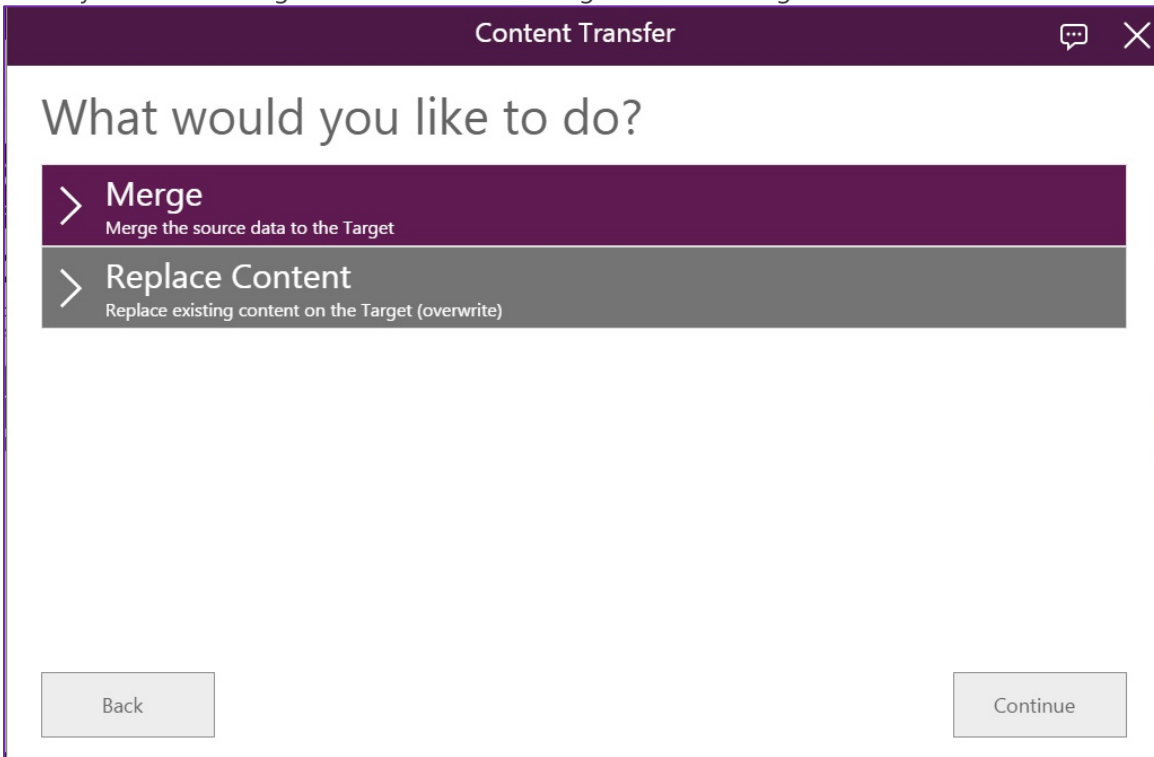 Content Transfer
What would you like to do?
Merge
Merge the source data to the Target
Replace Content
Replace existing content on the Target (overwrite)
Back
Continue